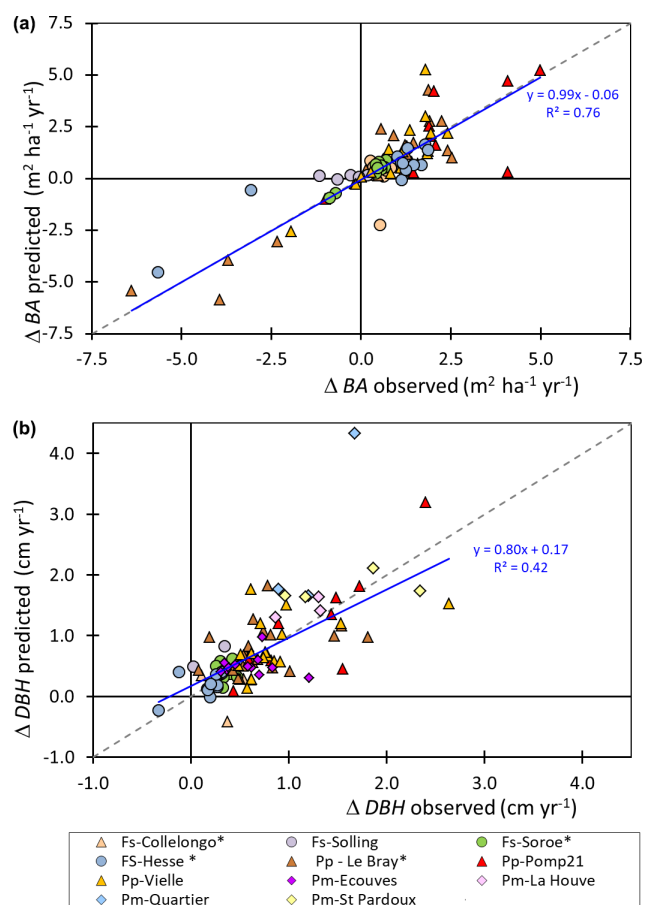 (a)
7.5
5.0
2.5
0.0
-2.5
-5.0
-7.5
Δ BA predicted (m² ha⁻¹ yr⁻¹)
y = 0.99x - 0.06
R² = 0.76
-7.5 -5.0 -2.5 0.0 2.5 5.0 7.5
Δ BA observed (m² ha⁻¹ yr⁻¹)
(b)
4.0
3.0
2.0
1.0
0.0
-1.0
Δ DBH predicted (cm yr⁻¹)
y = 0.80x + 0.17
R² = 0.42
-1.0 0.0 1.0 2.0 3.0 4.0
Δ DBH observed (cm yr⁻¹)
Fs-Collelongo* Fs-Solling Fs-Soroe*
FS-Hesse * Pp - Le Bray* Pp-Pomp21
Pp-Vielle Pm-Ecouves Pm-La Houve
Pm-Quartier Pm-St Pardoux